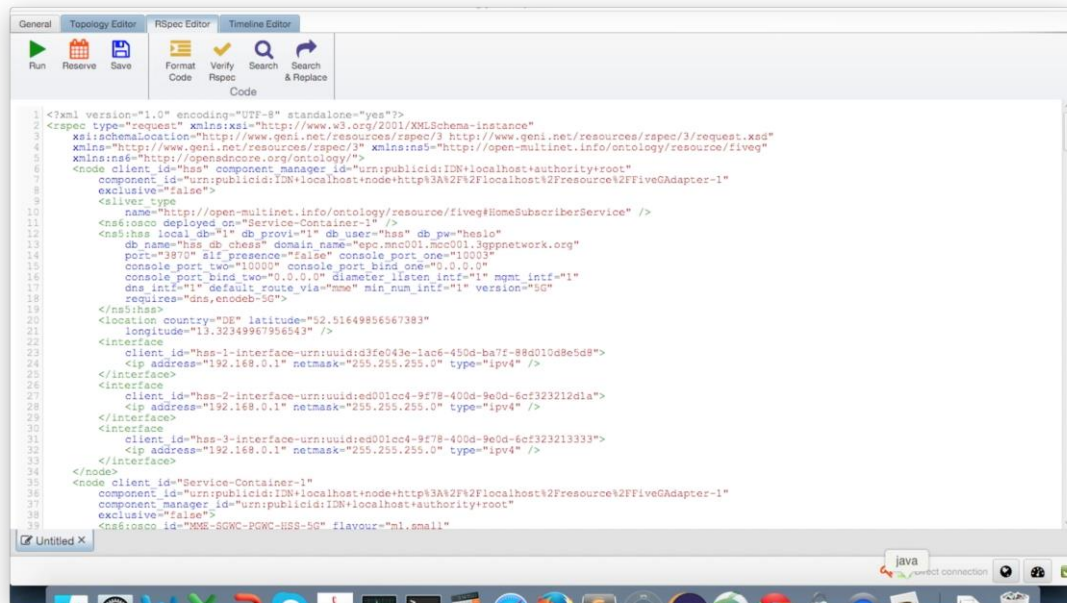 General Topology Editor RSpec Editor Timeline Editor
Run Reserve Save Format Code Verify Rspec Search Search & Replace
Code
1 <?xml version="1.0" encoding="UTF-8" standalone="yes"?>
2 <rspec type="request" xmlns:xsi="http://www.w3.org/2001/XMLSchema-instance"
3 xsi:schemaLocation="http://www.geni.net/resources/rspec/3 http://www.geni.net/resources/rspec/3/request.xsd"
4 xmlns="http://www.geni.net/resources/rspec/3" xmlns:ns5="http://open-multinet.info/ontology/resource/fiveg"
5 xmlns:ns6="http://opensdncore.org/ontology/">
6 <node client_id="hss" component_manager_id="urn:publicid:IDN+localhost+authority+root"
7 component_id="urn:publicid:IDN+localhost+node+http%3A%2F%2Flocalhost%2Fresource%2FFiveGAdapter-1"
8 exclusive="false">
9 <sliver_type
10 name="http://open-multinet.info/ontology/resource/fiveg#HomeSubscriberService" />
11 <ns6:osco deployed_on="Service-Container-1" />
12 <ns5:hss local_db="1" db_provi="1" db_user="hss" db_pw="heslo"
13 db_name="hss_db_chess" domain_name="epc.mnc001.mcc001.3gppnetwork.org"
14 port="3870" slf_presence="false" console_port_one="10003"
15 console_port_two="10000" console_port_bind_one="0.0.0.0"
16 console_port_bind_two="0.0.0.0" diameter_listen_intf="1" mgmt_intf="1"
17 dns_intf="1" default_route_via="mme" min_num_intf="1" version="5G"
18 requires="dns,enodeb-5G">
19 </ns5:hss>
20 <location country="DE" latitude="52.51649856567383"
21 longitude="13.32349967956543" />
22 <interface
23 client_id="hss-1-interface-urn:uuid:d3fe043e-1ac6-450d-ba7f-88d010d8e5d8">
24 <ip address="192.168.0.1" netmask="255.255.255.0" type="ipv4" />
25 </interface>
26 <interface
27 client_id="hss-2-interface-urn:uuid:ed001cc4-9f78-400d-9e0d-6cf323212d1a">
28 <ip address="192.168.0.1" netmask="255.255.255.0" type="ipv4" />
29 </interface>
30 <interface
31 client_id="hss-3-interface-urn:uuid:ed001cc4-9f78-400d-9e0d-6cf323213333">
32 <ip address="192.168.0.1" netmask="255.255.255.0" type="ipv4" />
33 </interface>
34 </node>
35 <node client_id="Service-Container-1"
36 component_id="urn:publicid:IDN+localhost+node+http%3A%2F%2Flocalhost%2Fresource%2FFiveGAdapter-1"
37 component_manager_id="urn:publicid:IDN+localhost+authority+root"
38 exclusive="false">
39 <ns6:osco id="MME-SGWC-PGWC-HSS-5G" flavour="m1.small"
Untitled ×
java
connection